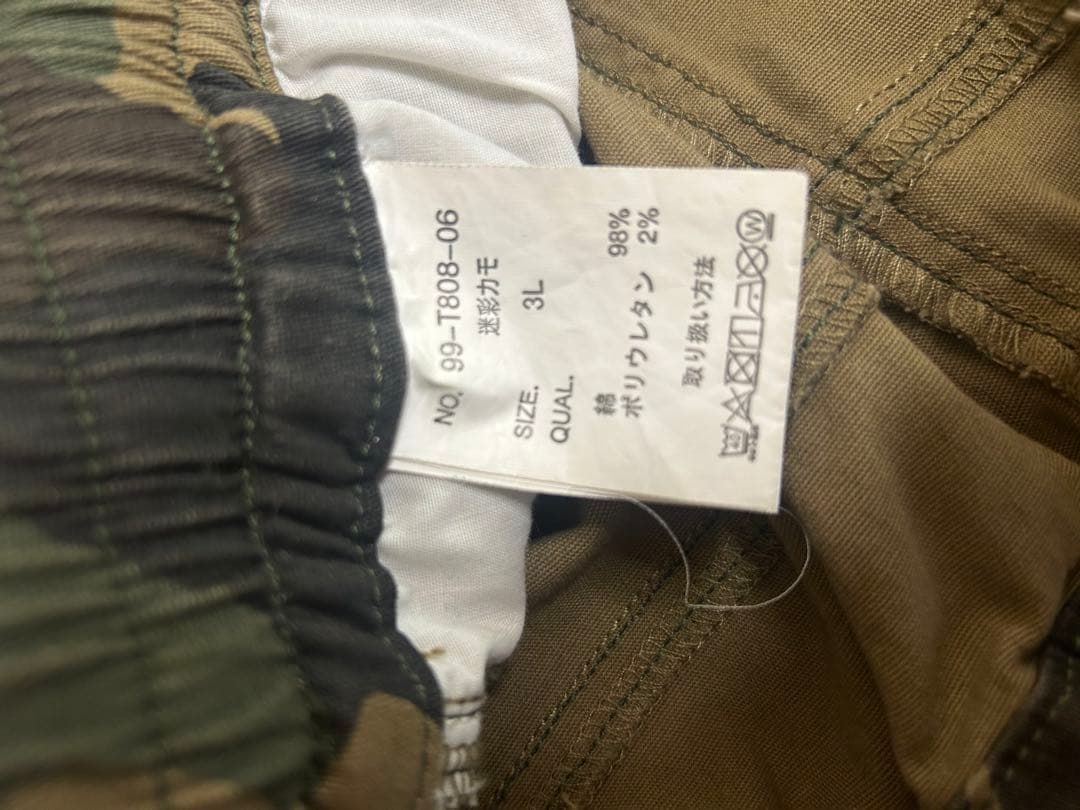 NO. 99-T808-06
迷彩カモ
SIZE. 3L
QUAL.
綿 98%
ポリウレタン 2%
取り扱い方法
40
W